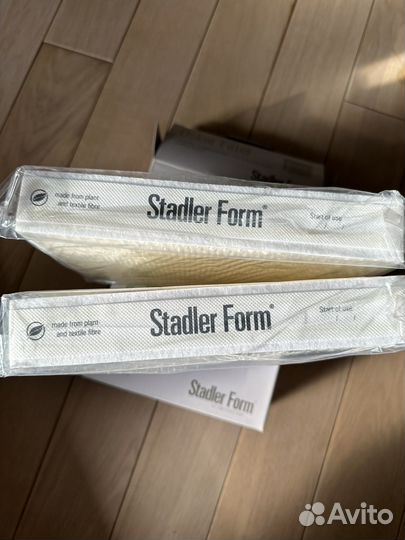 Stadler
made from plant
and textile fibre
Stadler Form®
Start of use
made from plant
and textile fibre
Stadler Form®
Start of use
Stadler Form®
Avito